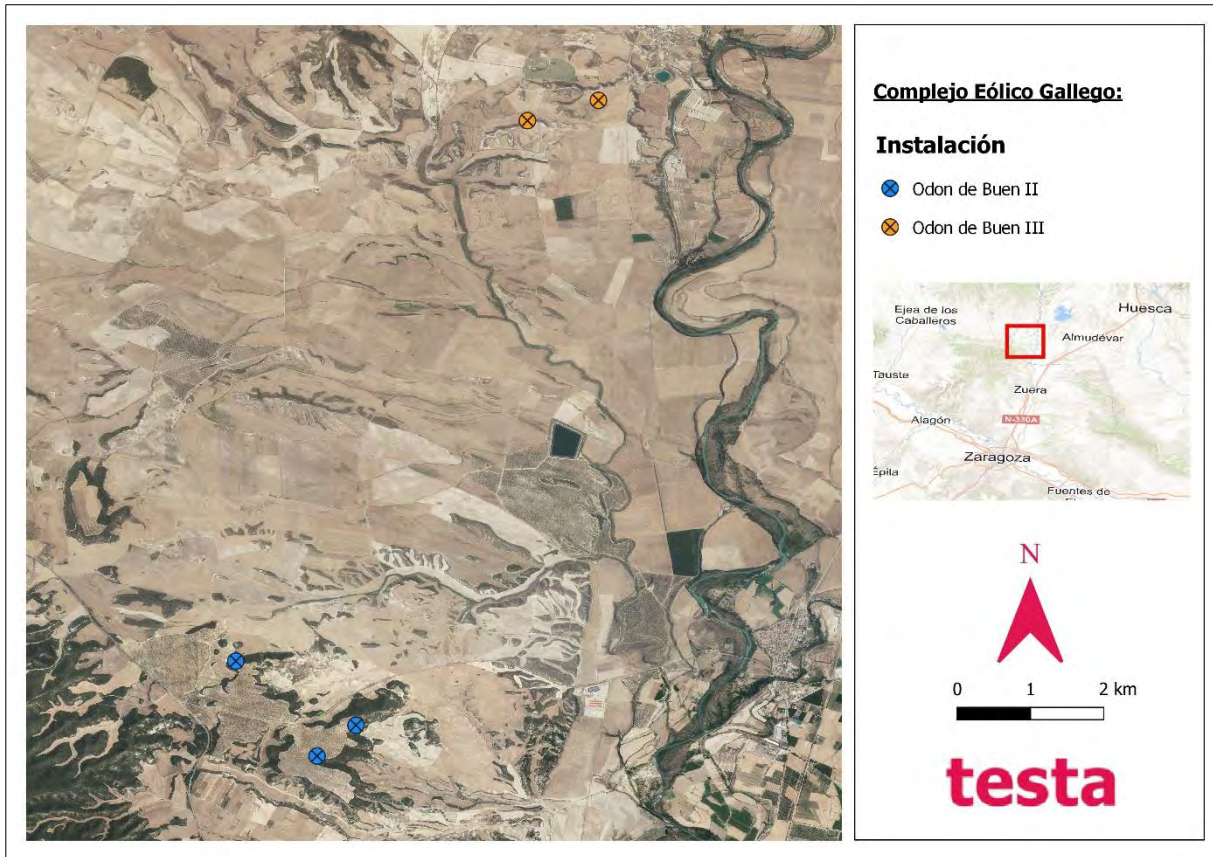 Complejo Eólico Gallego:
Instalación
Odon de Buen II
Odon de Buen III
Ejea de los
Caballeros
Huesca
Almudévar
Tauste
Zuera
Alagón
N-330A
Zaragoza
Épila
Fuentes de
N
0 1 2 km
testa